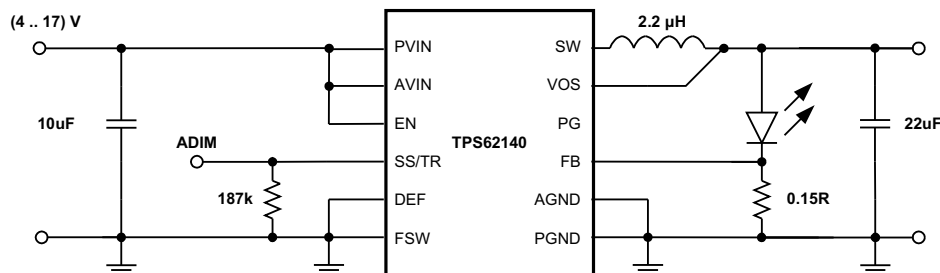 (4 .. 17) V
2.2 µH
PVIN
SW
AVIN
VOS
10uF
EN
PG
22uF
TPS62140
ADIM
SS/TR
FB
187k
DEF
AGND
0.15R
FSW
PGND